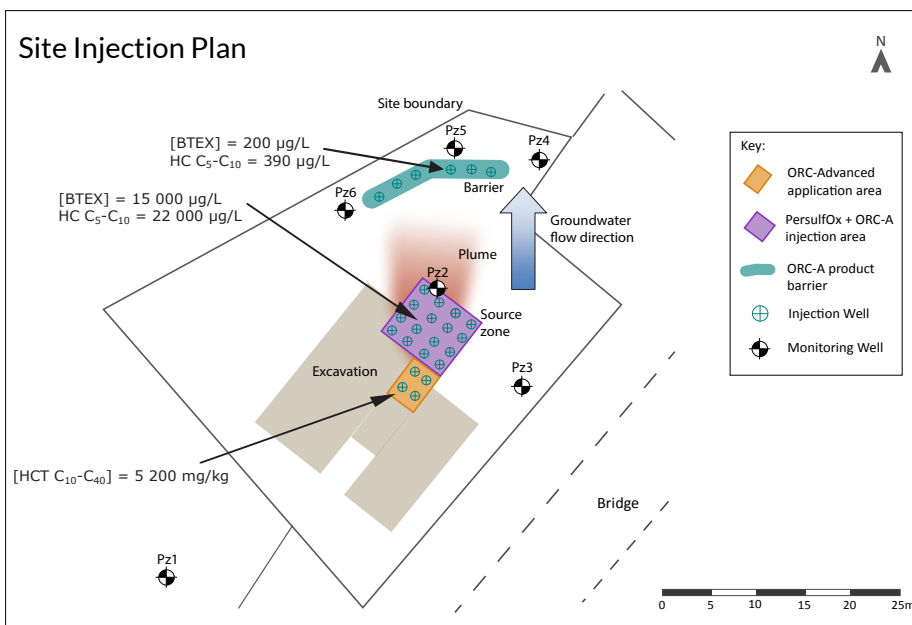 Site Injection Plan
N
Site boundary
Pz5
Pz4
[BTEX] = 200 µg/L
HC C₅-C₁₀ = 390 µg/L
Barrier
Pz6
[BTEX] = 15 000 µg/L
HC C₅-C₁₀ = 22 000 µg/L
Groundwater
flow direction
Plume
Pz2
Source
zone
Excavation
Pz3
[HCT C₁₀-C₄₀] = 5 200 mg/kg
Bridge
Pz1
Key:
ORC-Advanced
application area
PersulfOx + ORC-A
injection area
ORC-A product
barrier
Injection Well
Monitoring Well
0 5 10 15 20 25m